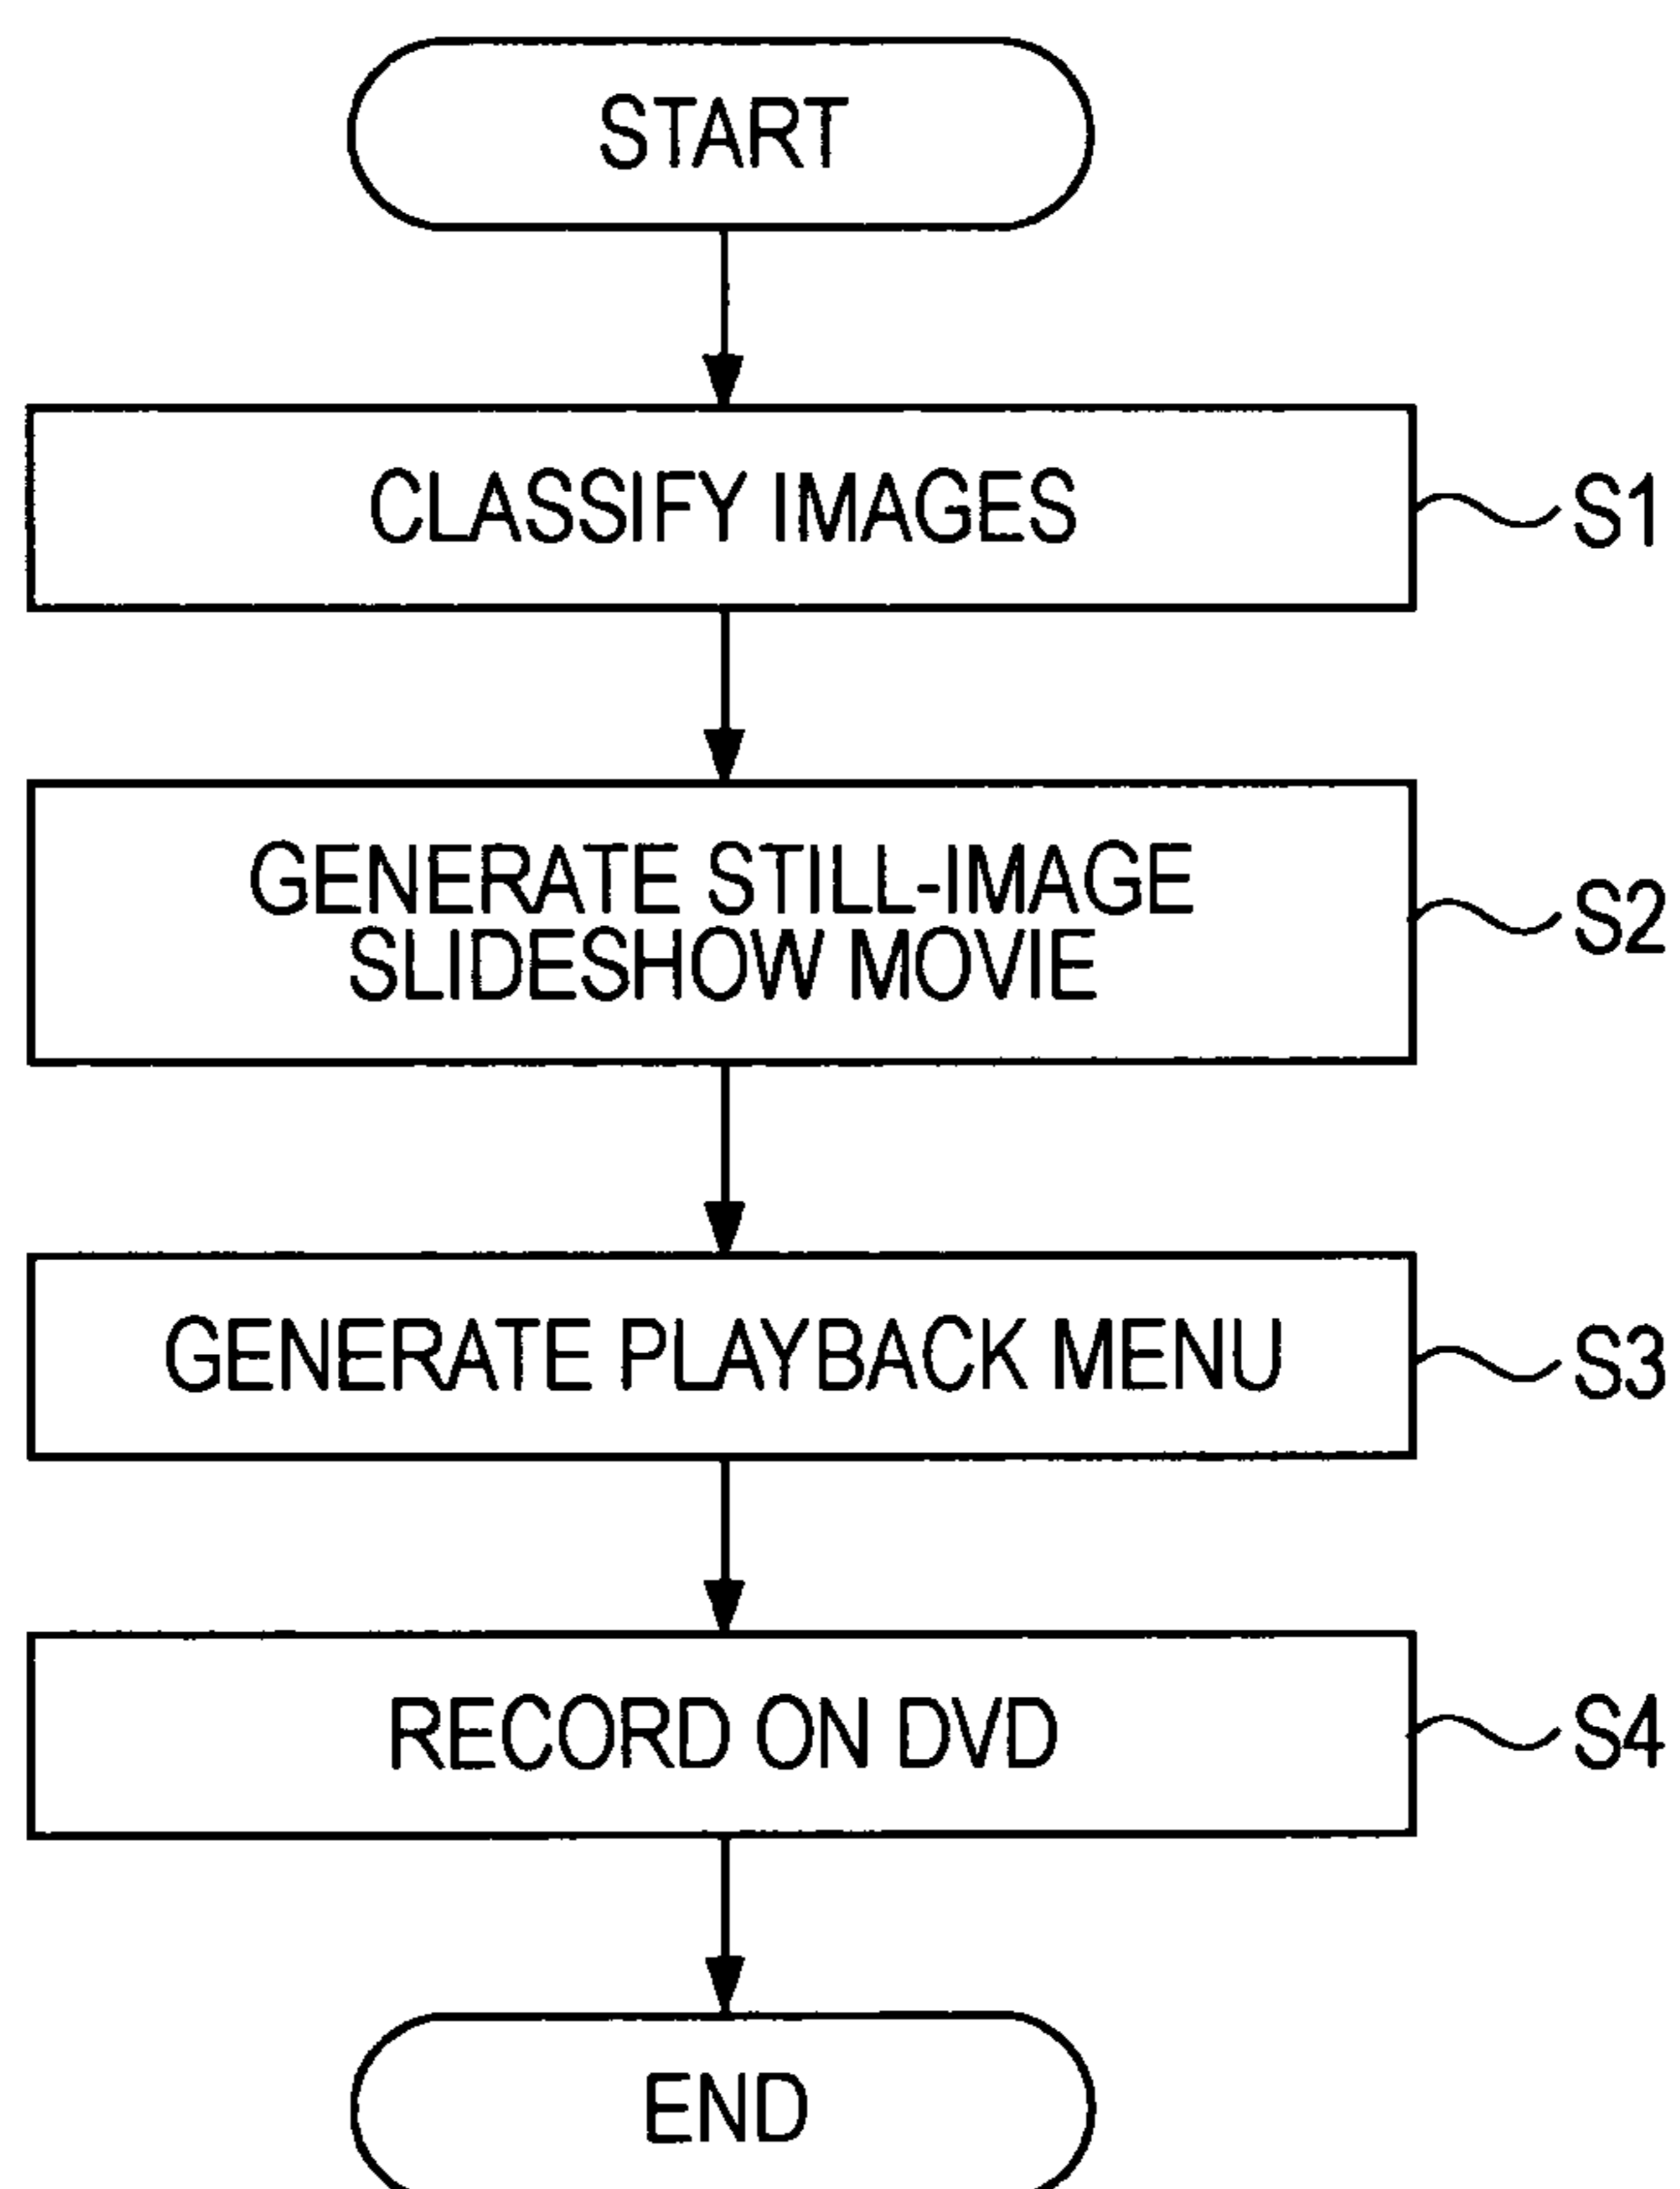 START
CLASSIFY IMAGES
S1
GENERATE STILL-IMAGE
SLIDESHOW MOVIE
S2
GENERATE PLAYBACK MENU
S3
RECORD ON DVD
S4
END